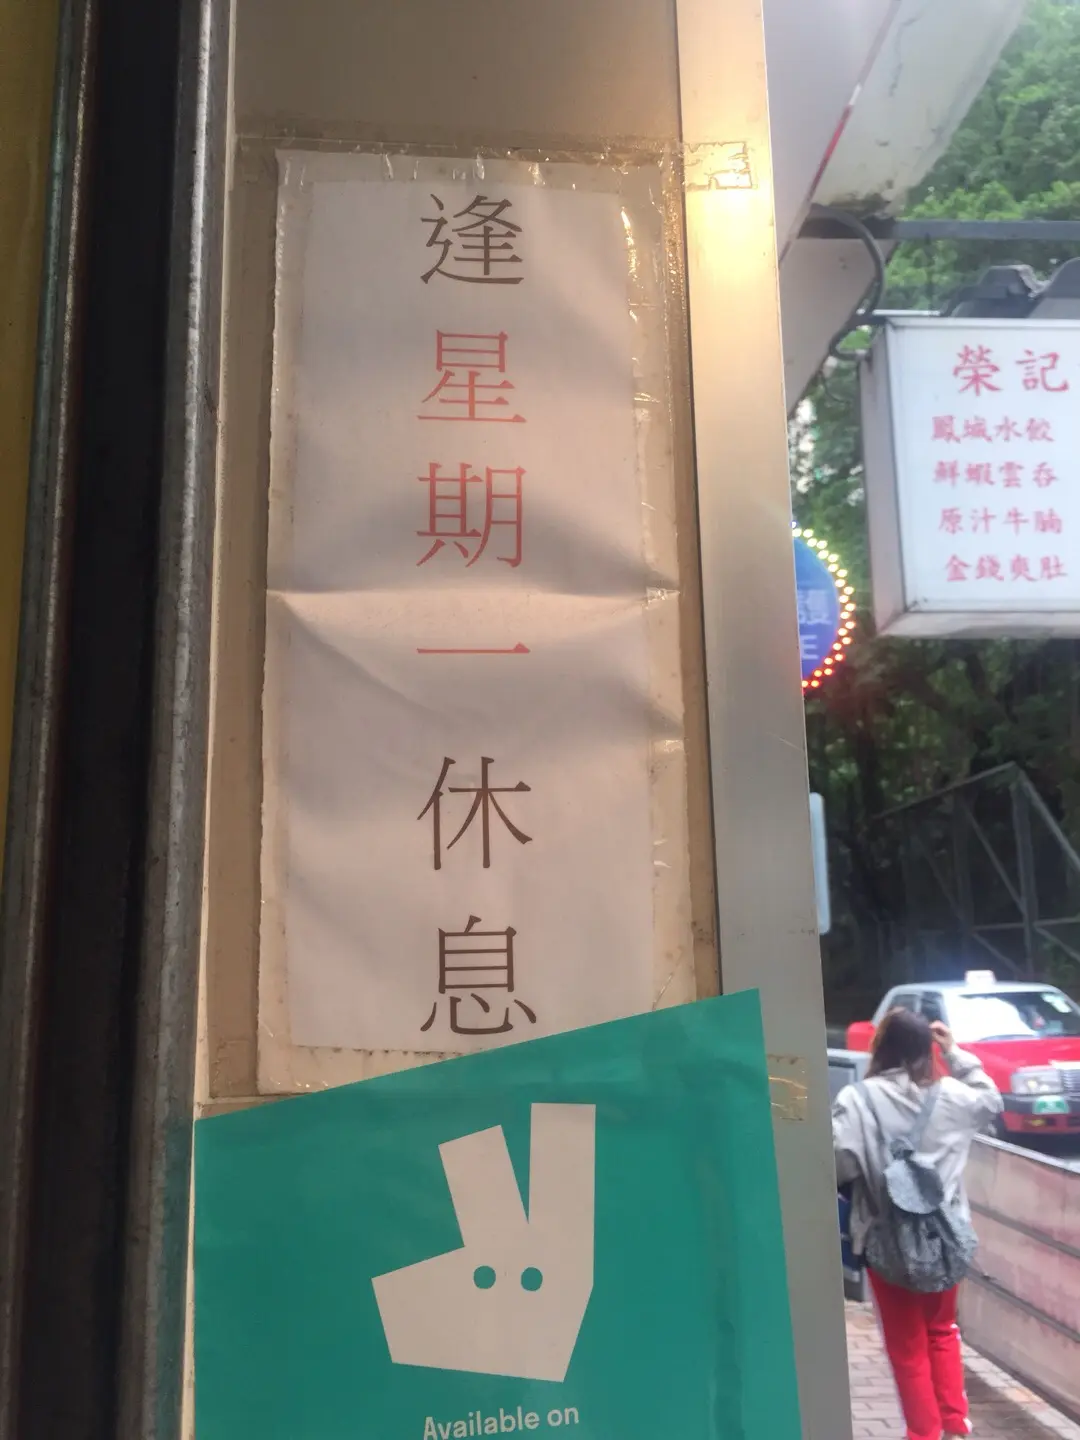 逢星期一休息
Available on
榮記
鳳城水餃
鮮蝦雲吞
原汁牛腩
金錢爽肚